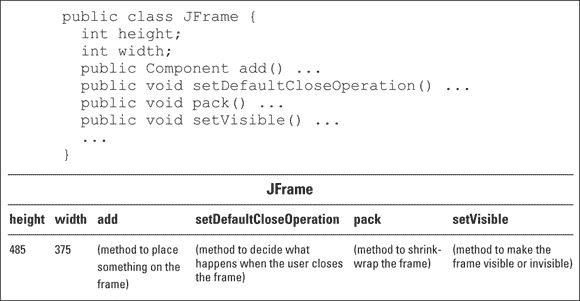 public class JFrame {
int height;
int width;
public Component add() ...
public void setDefaultCloseOperation() ...
public void pack() ...
public void setVisible() ...
...
}
JFrame
height width add setDefaultCloseOperation pack setVisible
485 375 (method to place something on the frame) (method to decide what happens when the user closes the frame) (method to shrink-wrap the frame) (method to make the frame visible or invisible)